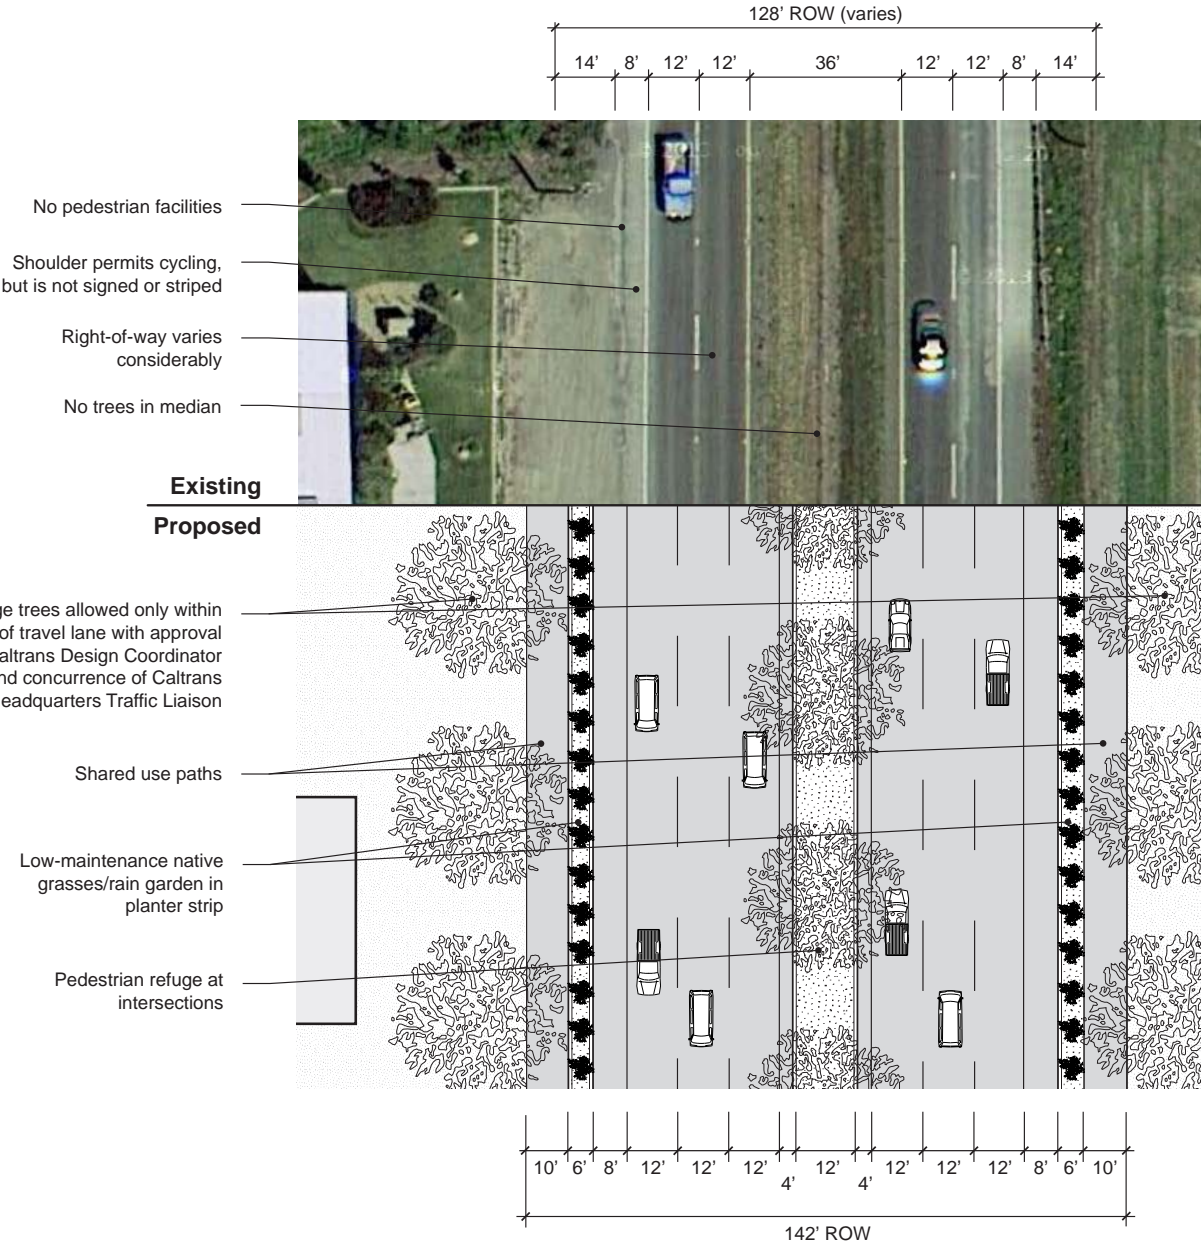 128’ ROW (varies)
14’ 8’ 12’ 12’ 36’ 12’ 12’ 8’ 14’
No pedestrian facilities
Shoulder permits cycling,
but is not signed or striped
Right-of-way varies
considerably
No trees in median
Existing
Proposed
trees allowed only within
of travel lane with approval
Design Coordinator
concurrence of Caltrans
Traffic Liaison
Shared use paths
Low-maintenance native
grasses/rain garden in
planter strip
Pedestrian refuge at
intersections
10’ 6’ 8’ 12’ 12’ 12’ 4’ 12’ 4’ 12’ 12’ 12’ 8’ 6’ 10’
142’ ROW